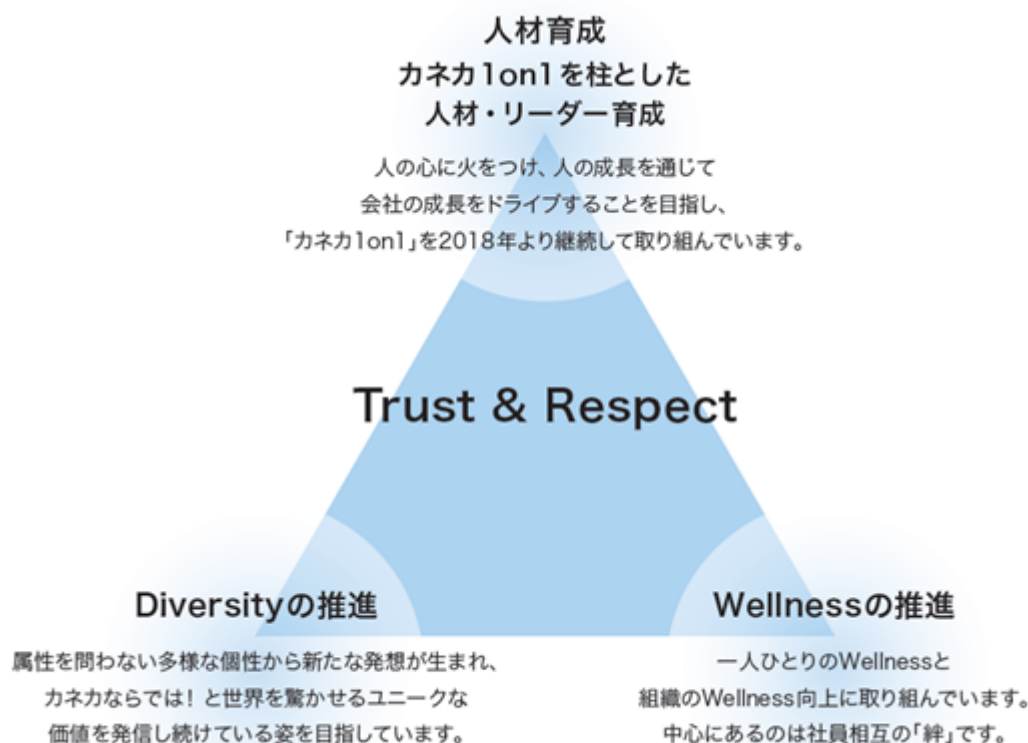 人材育成
カネカ1on1を柱とした
人材・リーダー育成
人の心に火をつけ、人の成長を通じて
会社の成長をドライブすることを目指し、
「カネカ1on1」を2018年より継続して取り組んでいます。
Trust & Respect
Diversityの推進
属性を問わない多様な個性から新たな発想が生まれ、
カネカならでは！と世界を驚かせるユニークな
価値を発信し続けている姿を目指しています。
Wellnessの推進
一人ひとりのWellnessと
組織のWellness向上に取り組んでいます。
中心にあるのは社員相互の「絆」です。